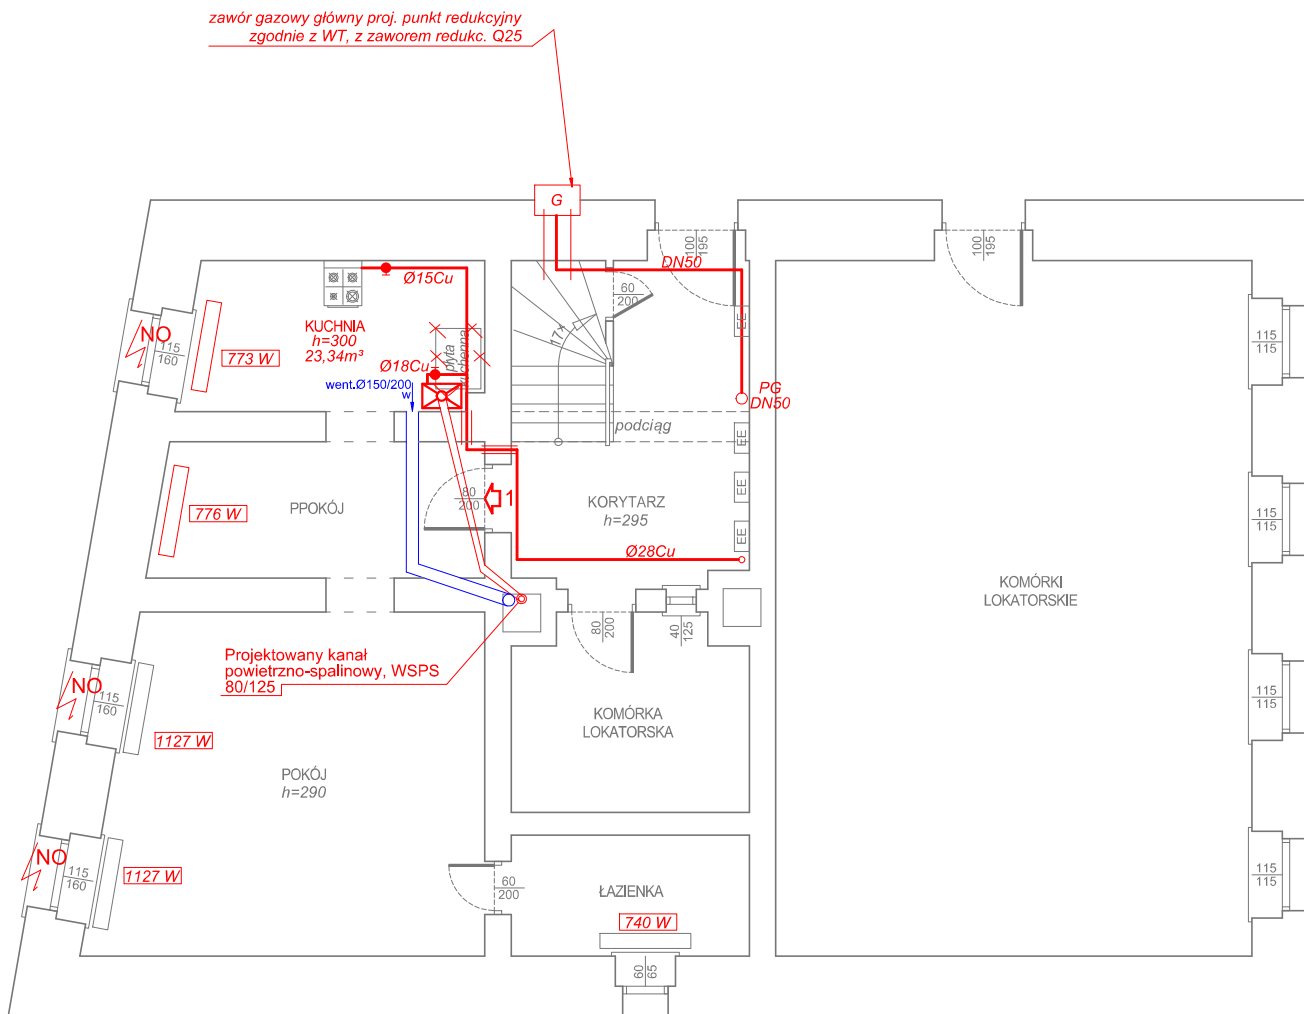 zawór gazowy główny proj. punkt redukcyjny
zgodnie z WT, z zaworem redukc. Q25
G
100
195
100
195
DN50
Ø15Cu
60
200
EE
NO
115
160
KUCHNIA
h=300
23,34m³
773 W
płyta
kuchenna
17x
115
115
Ø18Cu
went.Ø150/200
w
PG
DN50
podciąg
EE
EE
EE
776 W
PPOKÓJ
80
200
1
KORYTARZ
h=295
Ø28Cu
115
115
KOMÓRKI
LOKATORSKIE
80
200
40
125
Projektowany kanał
powietrzno-spalinowy, WSPS
80/125
NO
115
160
1127 W
KOMÓRKA
LOKATORSKA
115
115
POKÓJ
h=290
NO
115
160
1127 W
60
200
ŁAZIENKA
740 W
115
115
60
65